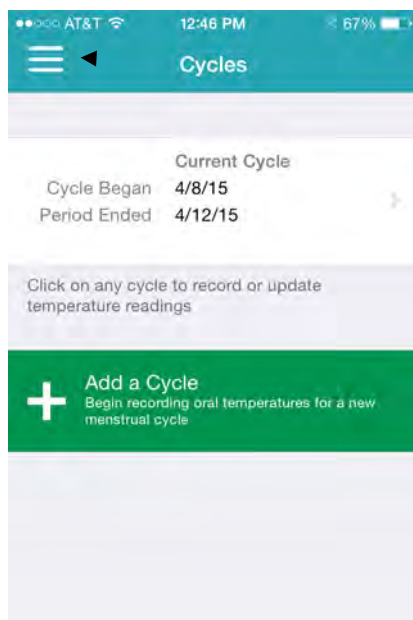 AT&T 12:46 PM 67%
Cycles
Current Cycle
Cycle Began 4/8/15
Period Ended 4/12/15
Click on any cycle to record or update
temperature readings
Add a Cycle
Begin recording oral temperatures for a new
menstrual cycle